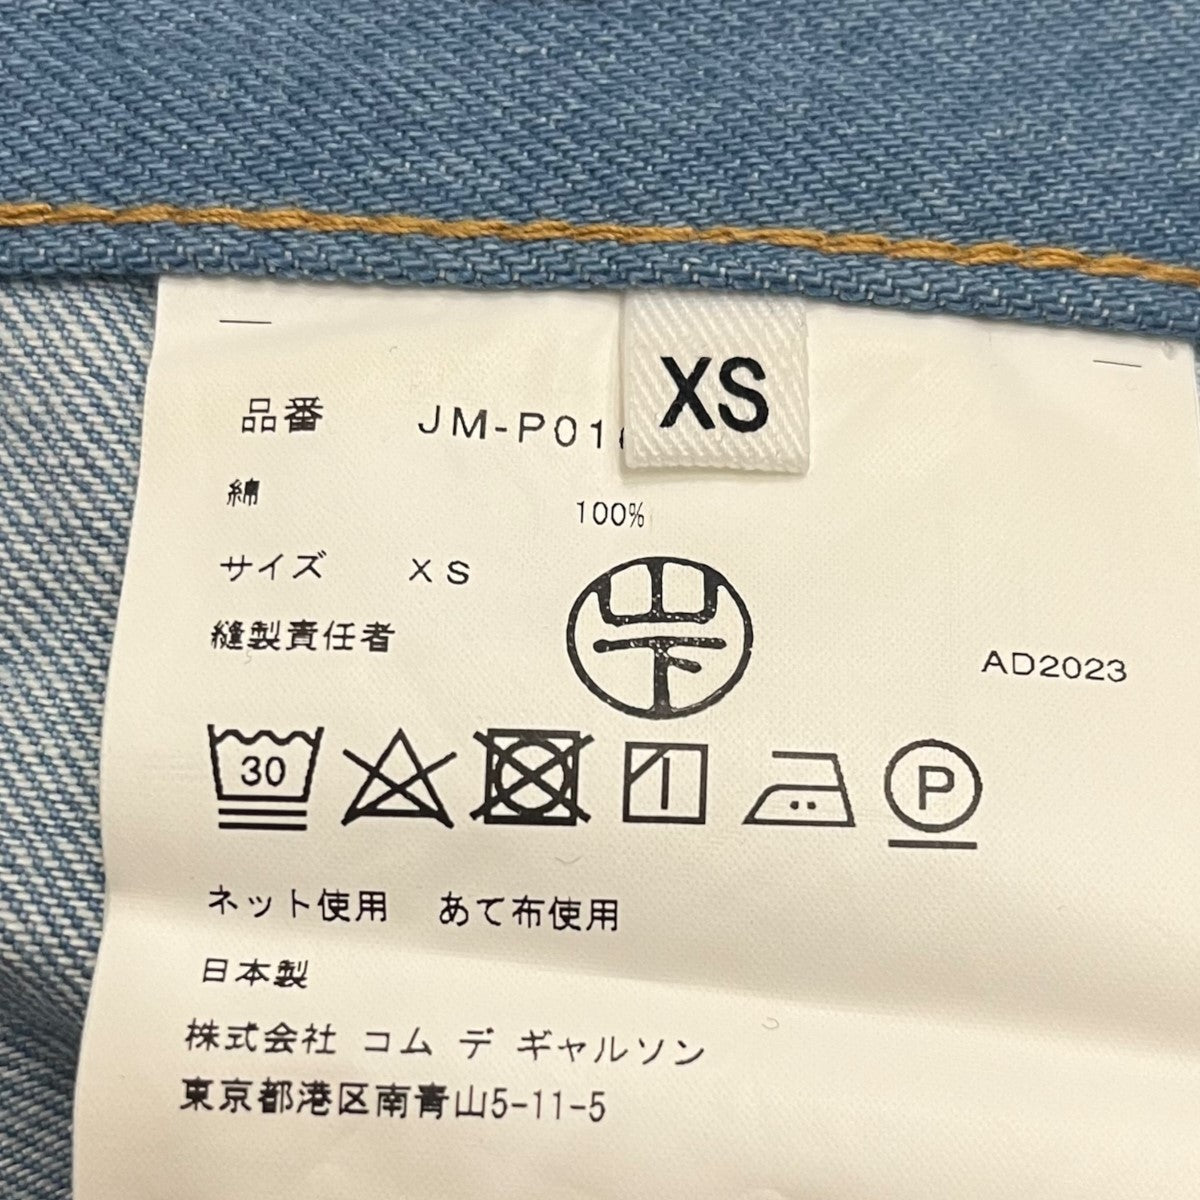 XS
品番 JM-P01
綿 100%
サイズ XS
縫製責任者 山下
AD2023
30 P
ネット使用 あて布使用
日本製
株式会社 コム デ ギャルソン
東京都港区南青山5-11-5